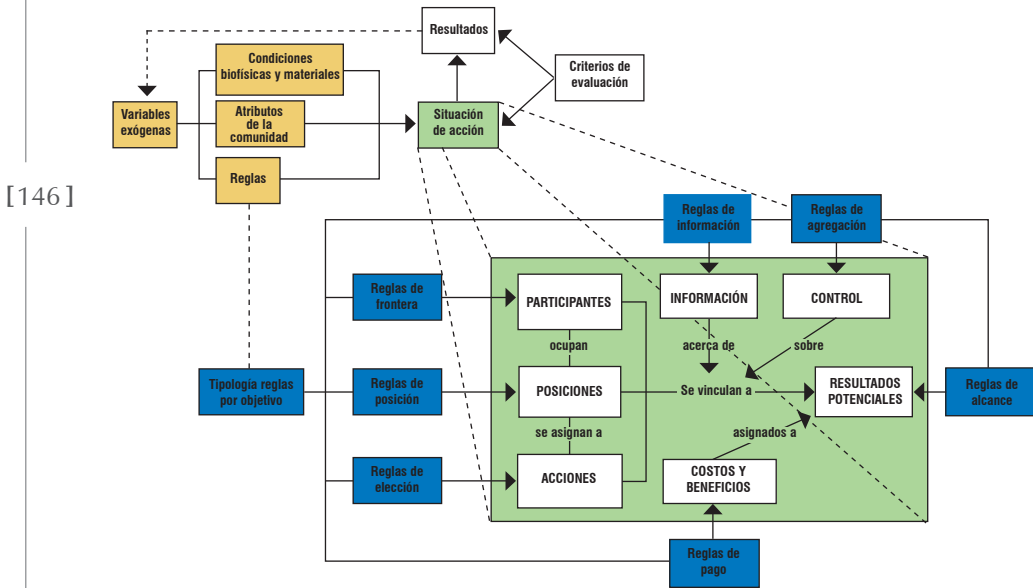 Resultados
Condiciones
biofísicas y materiales
Criterios de
evaluación
Variables
exógenas
Atributos
de la
comunidad
Situación
de acción
Reglas
[146]
Reglas de
información
Reglas de
agregación
Reglas de
frontera
PARTICIPANTES
INFORMACIÓN
CONTROL
ocupan
acerca de
sobre
Tipología reglas
por objetivo
Reglas de
posición
POSICIONES
Se vinculan a
RESULTADOS
POTENCIALES
Reglas de
alcance
se asignan a
asignados a
Reglas de
elección
ACCIONES
COSTOS Y
BENEFICIOS
Reglas de
pago